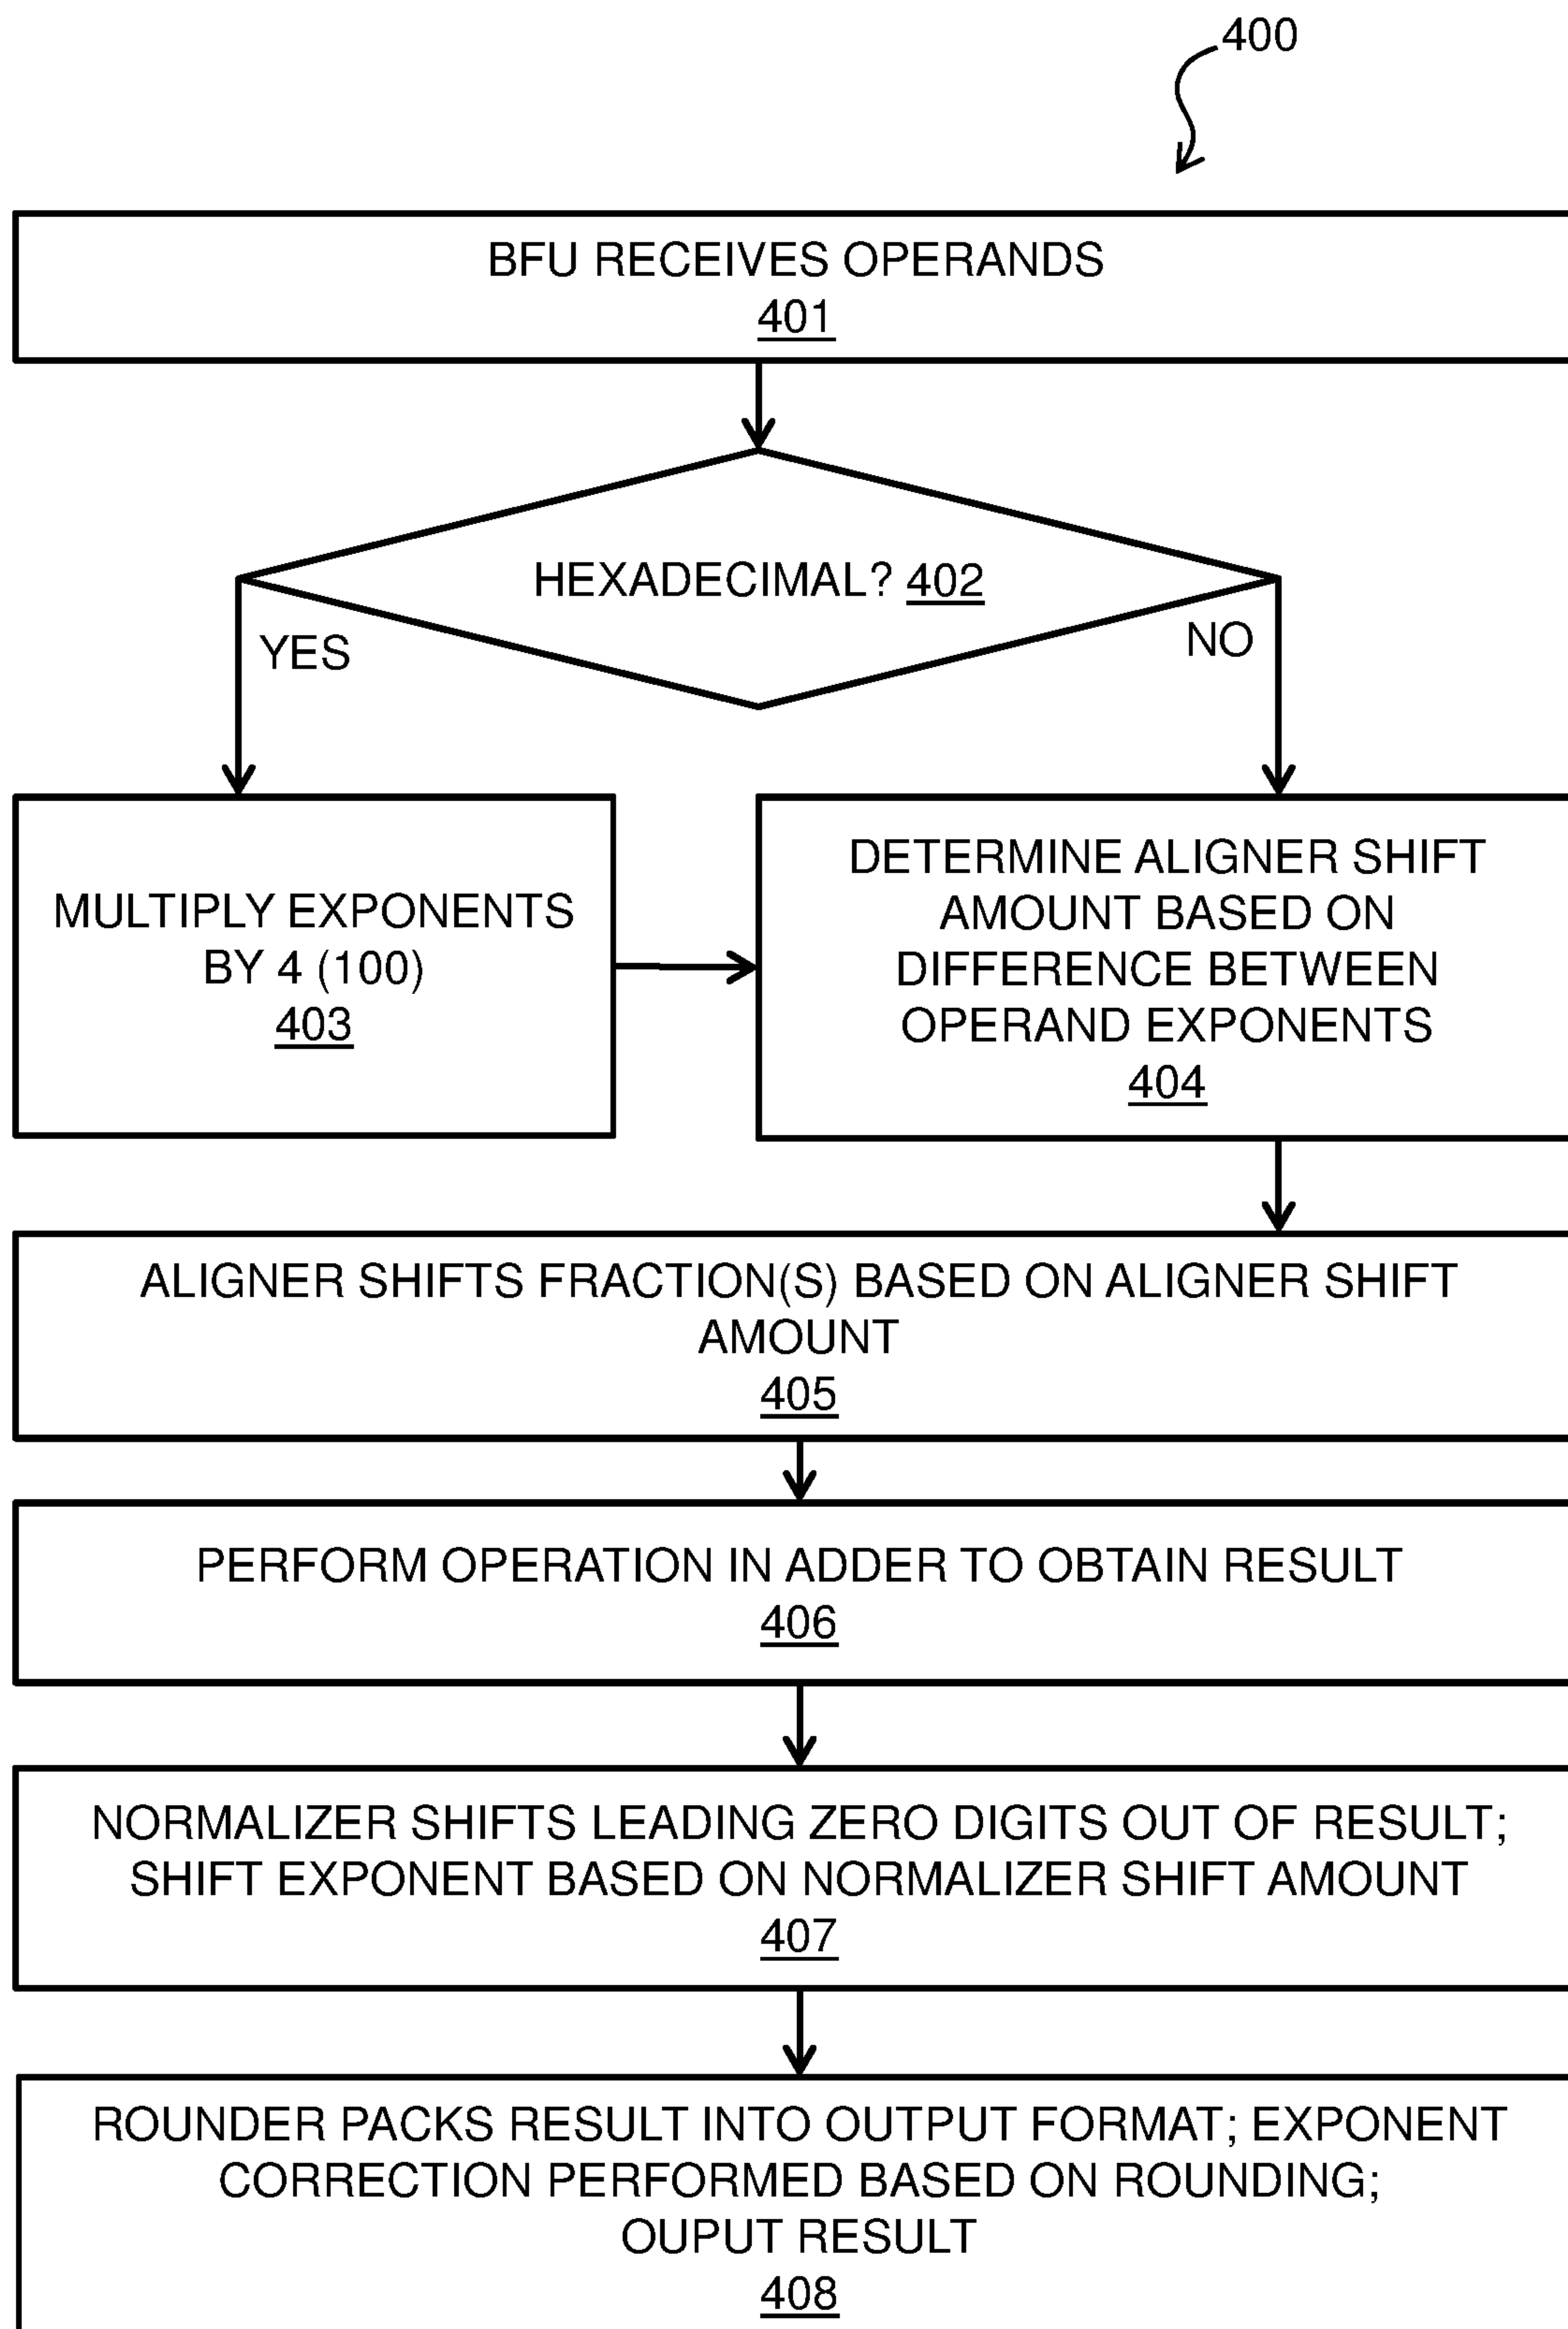 400
BFU RECEIVES OPERANDS
401
HEXADECIMAL? 402
YES
NO
MULTIPLY EXPONENTS
BY 4 (100)
403
DETERMINE ALIGNER SHIFT
AMOUNT BASED ON
DIFFERENCE BETWEEN
OPERAND EXPONENTS
404
ALIGNER SHIFTS FRACTION(S) BASED ON ALIGNER SHIFT
AMOUNT
405
PERFORM OPERATION IN ADDER TO OBTAIN RESULT
406
NORMALIZER SHIFTS LEADING ZERO DIGITS OUT OF RESULT;
SHIFT EXPONENT BASED ON NORMALIZER SHIFT AMOUNT
407
ROUNDER PACKS RESULT INTO OUTPUT FORMAT; EXPONENT
CORRECTION PERFORMED BASED ON ROUNDING;
OUPUT RESULT
408